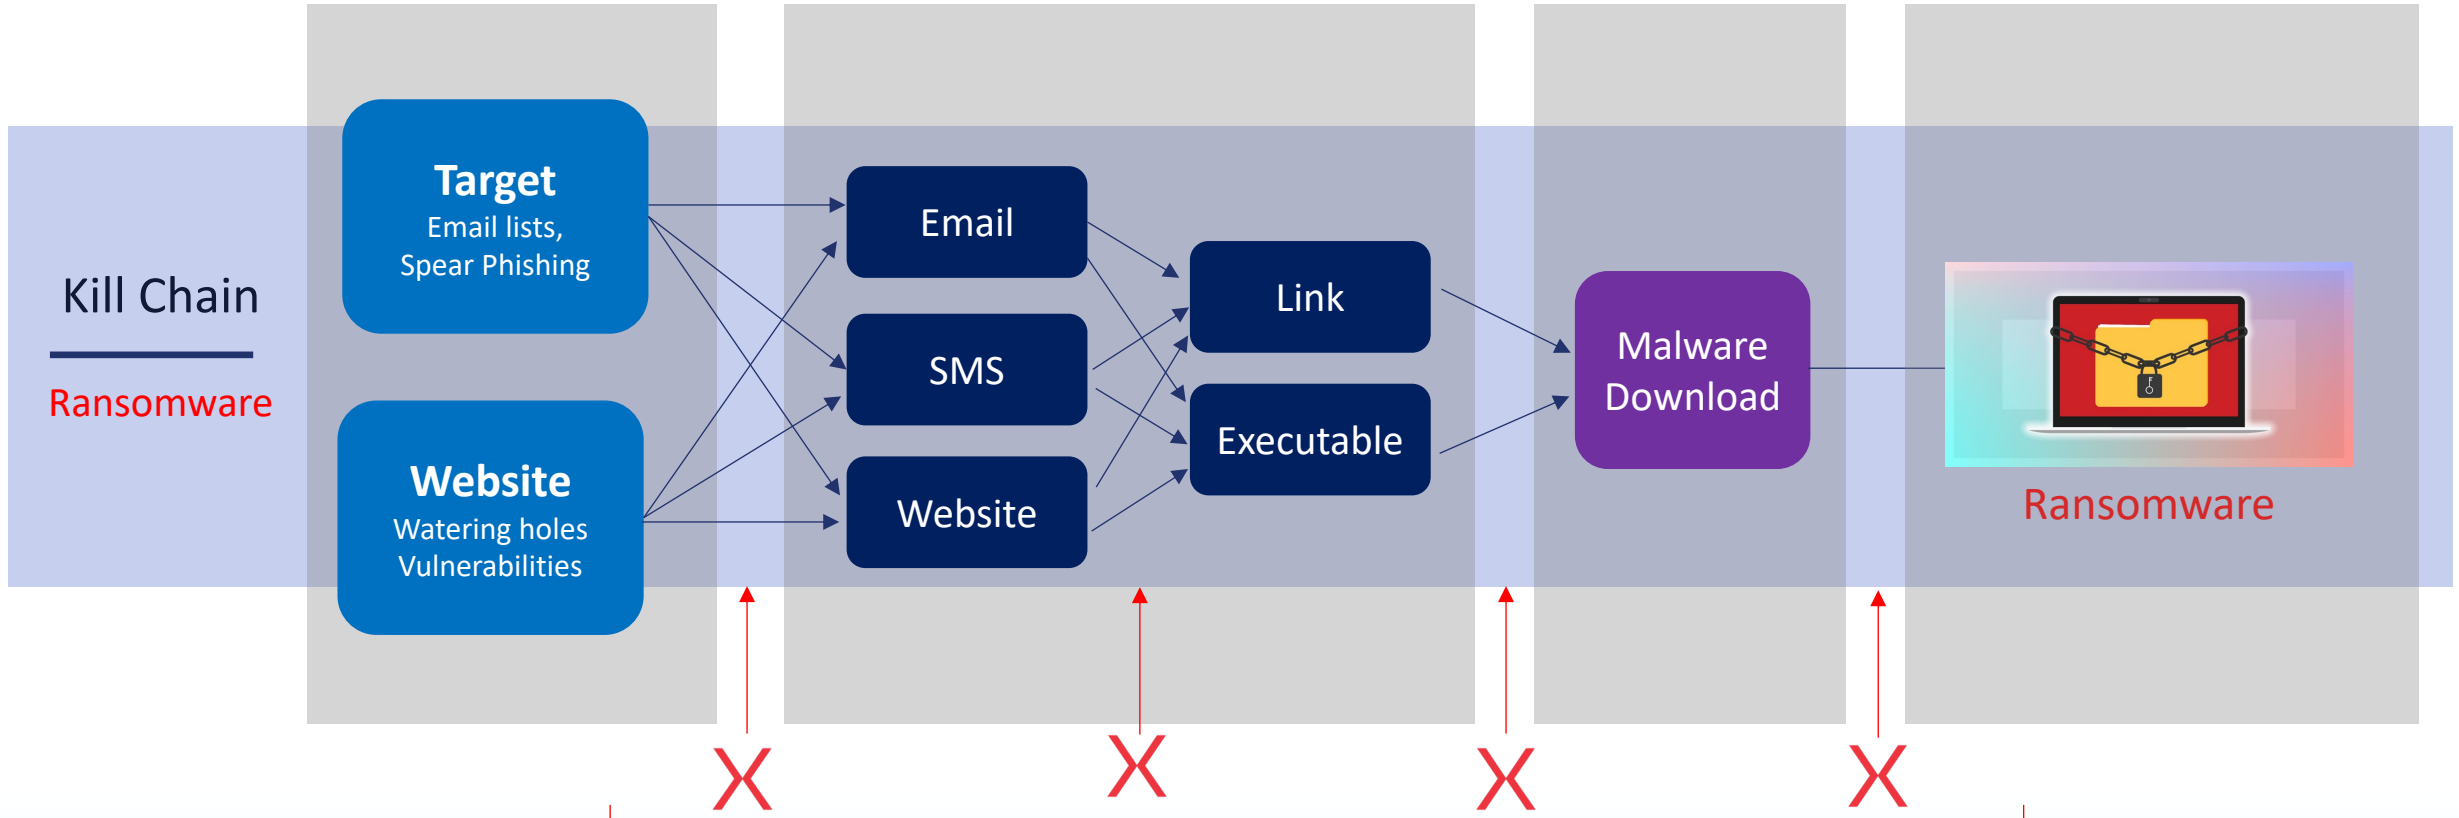 Kill Chain
Ransomware
Target
Email lists,
Spear Phishing
Website
Watering holes
Vulnerabilities
Email
SMS
Website
Link
Executable
Malware
Download
Ransomware
X
X
X
X